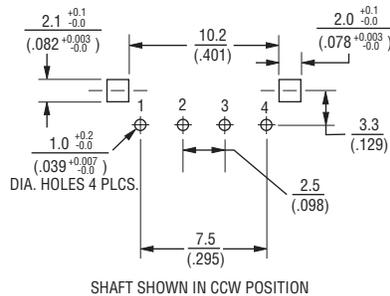 2.1 +0.1 -0.0
(.082 +0.003 -0.0)
10.2
(.401)
2.0 +0.1 -0.0
(.078 +0.003 -0.0)
1 2 3 4
1.0 +0.2 -0.0
(.039 +0.007 -0.0)
DIA. HOLES 4 PLCS.
3.3
(.129)
2.5
(.098)
7.5
(.295)
SHAFT SHOWN IN CCW POSITION